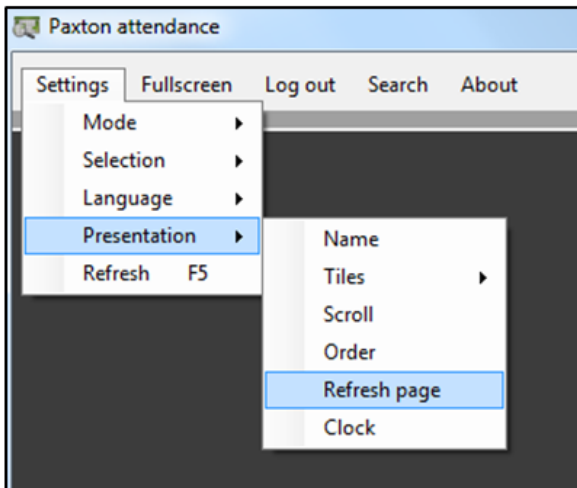 Paxton attendance
Settings Fullscreen Log out Search About
Mode
Selection
Language
Presentation
Refresh F5
Name
Tiles
Scroll
Order
Refresh page
Clock